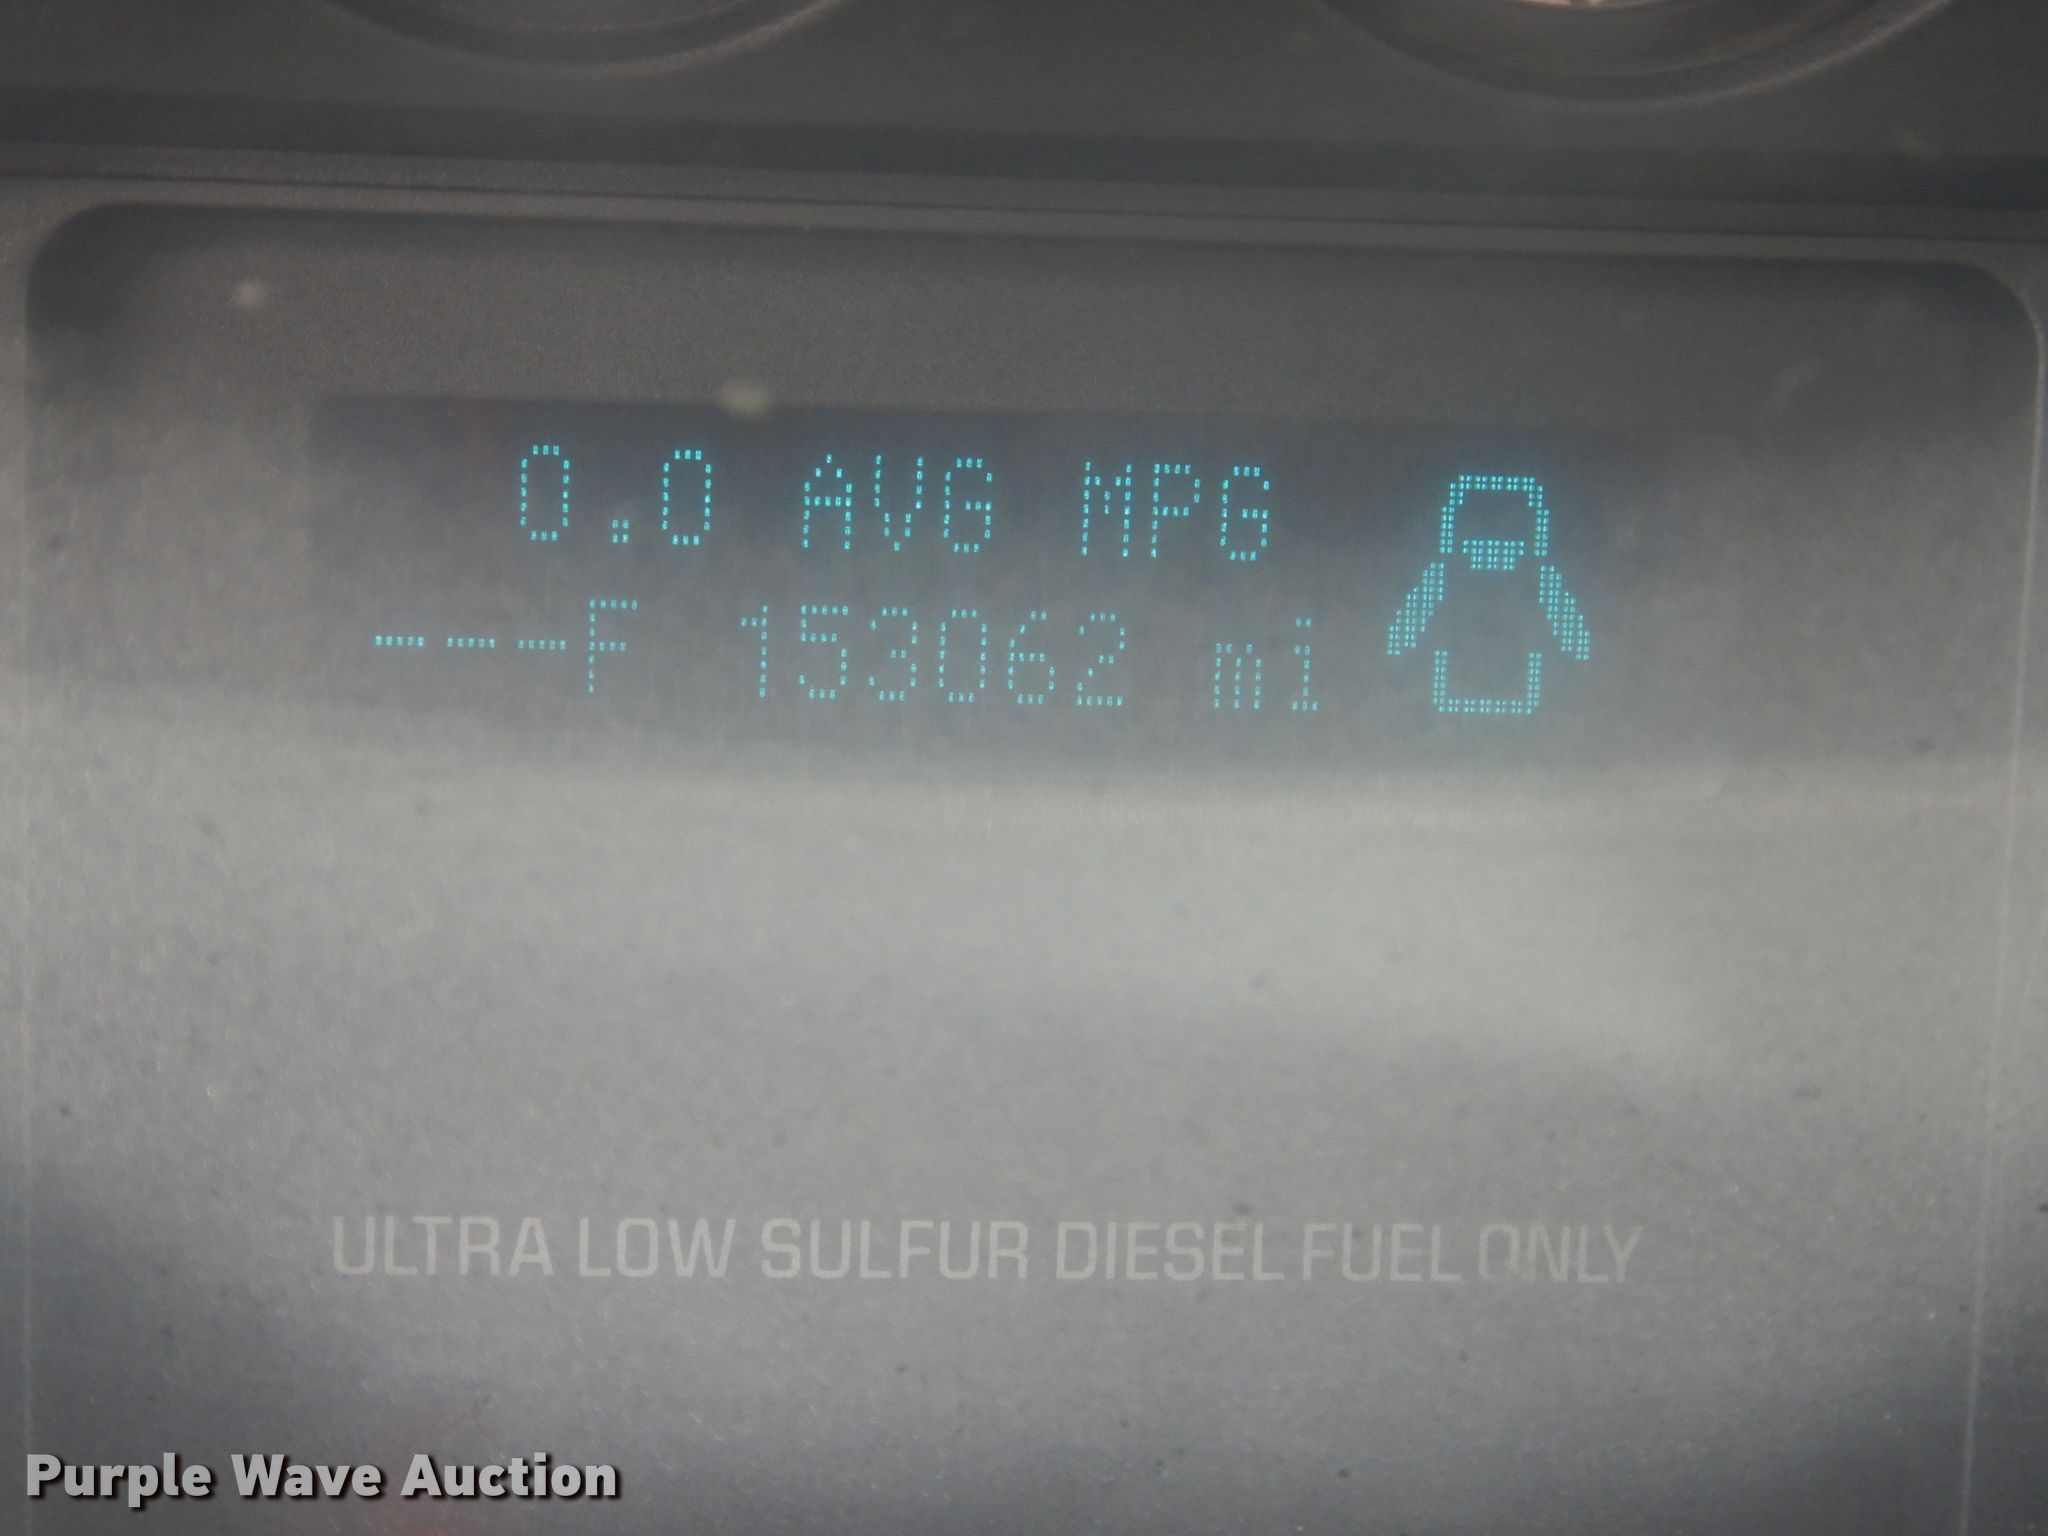 0.0 AVG MPG
---F 153062 mi
ULTRA LOW SULFUR DIESEL FUEL ONLY
Purple Wave Auction